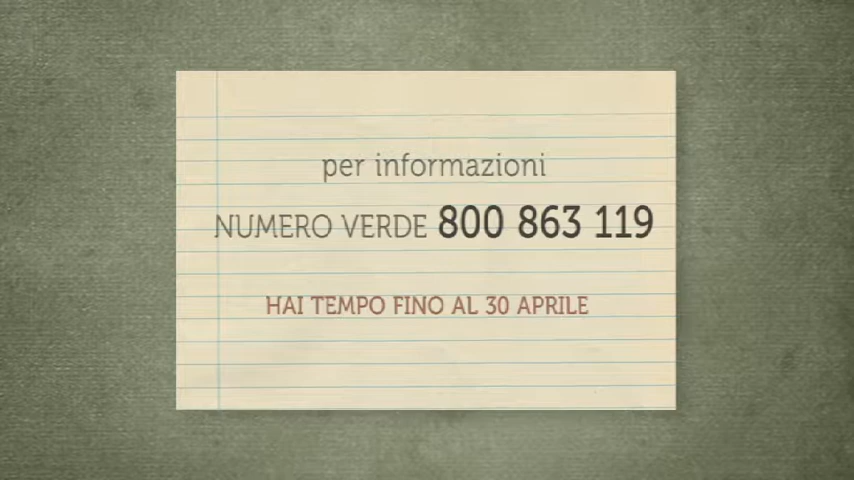 per informazioni
NUMERO VERDE 800 863 119
HAI TEMPO FINO AL 30 APRILE